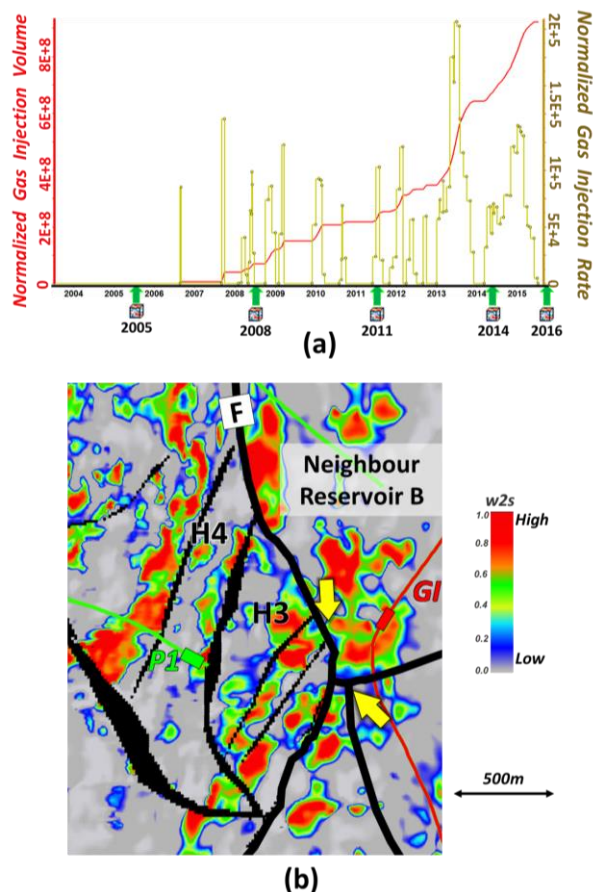 Normalized Gas Injection Volume
8E+8
6E+8
4E+8
2E+8
0
Normalized Gas Injection Rate
2E+5
1.5E+5
1E+5
5E+4
0
2004 2005 2006 2007 2008 2009 2010 2011 2012 2013 2014 2015
2005 2008 2011 2014 2016
(a)
F
Neighbour
Reservoir B
H4
H3
GI
P1
w2s
1.0 High
0.8
0.6
0.4
0.2
0.0 Low
500m
(b)